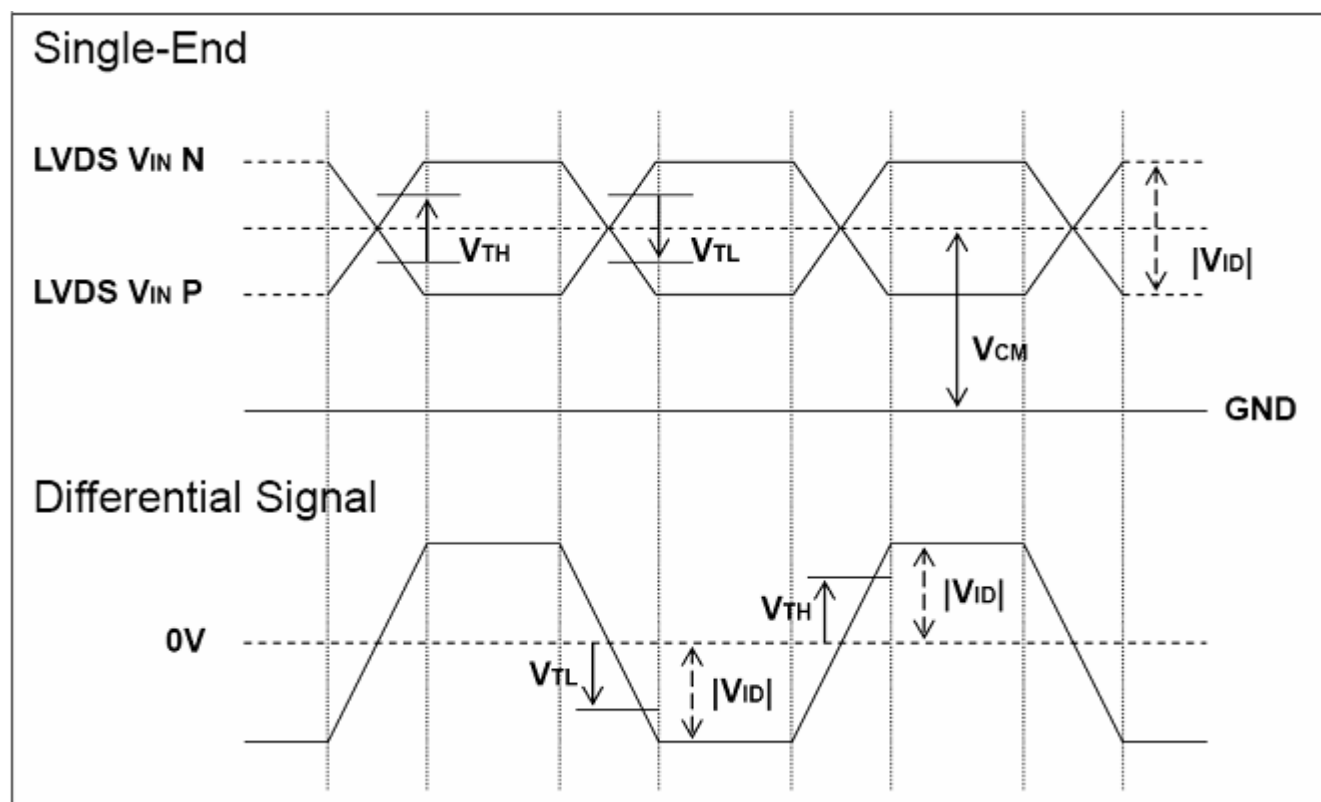 Single-End
LVDS VIN N
VTH
VTL
|VID|
LVDS VIN P
VCM
GND
Differential Signal
VTH
|VID|
0V
VTL
|VID|